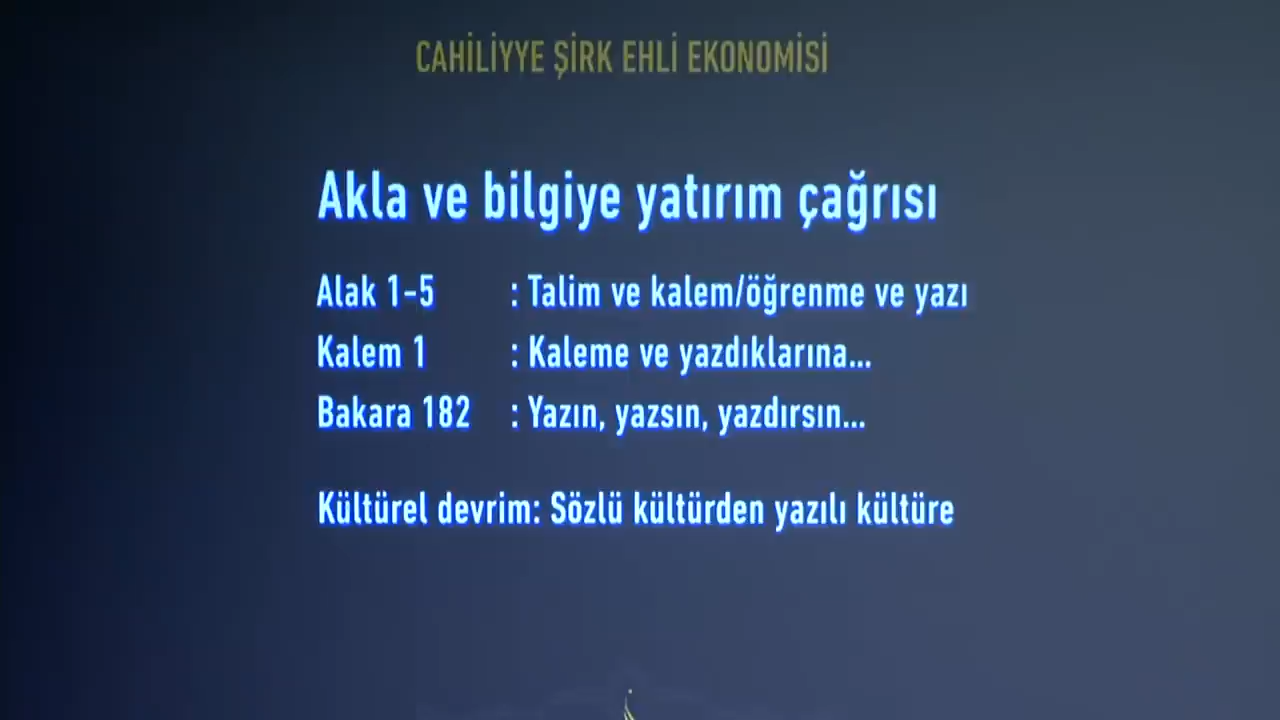 CAHİLİYYE ŞİRK EHLİ EKONOMİSİ
Akla ve bilgiye yatırım çağrısı
Alak 1-5 : Talim ve kalem/öğrenme ve yazı
Kalem 1 : Kaleme ve yazdıklarına...
Bakara 182 : Yazın, yazsın, yazdırsın...
Kültürel devrim: Sözlü kültürden yazılı kültüre